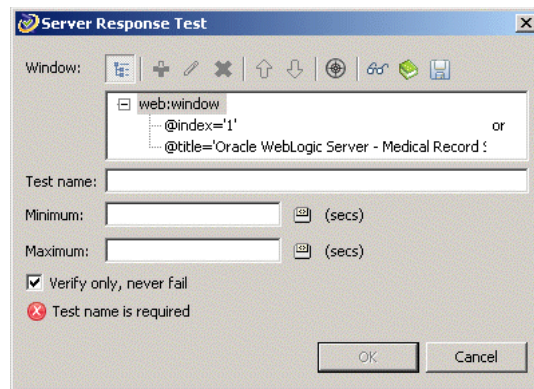 Server Response Test
Window:
web:window
@index='1' or
@title='Oracle WebLogic Server - Medical Record
Test name:
Minimum: (secs)
Maximum: (secs)
Verify only, never fail
Test name is required
OK Cancel